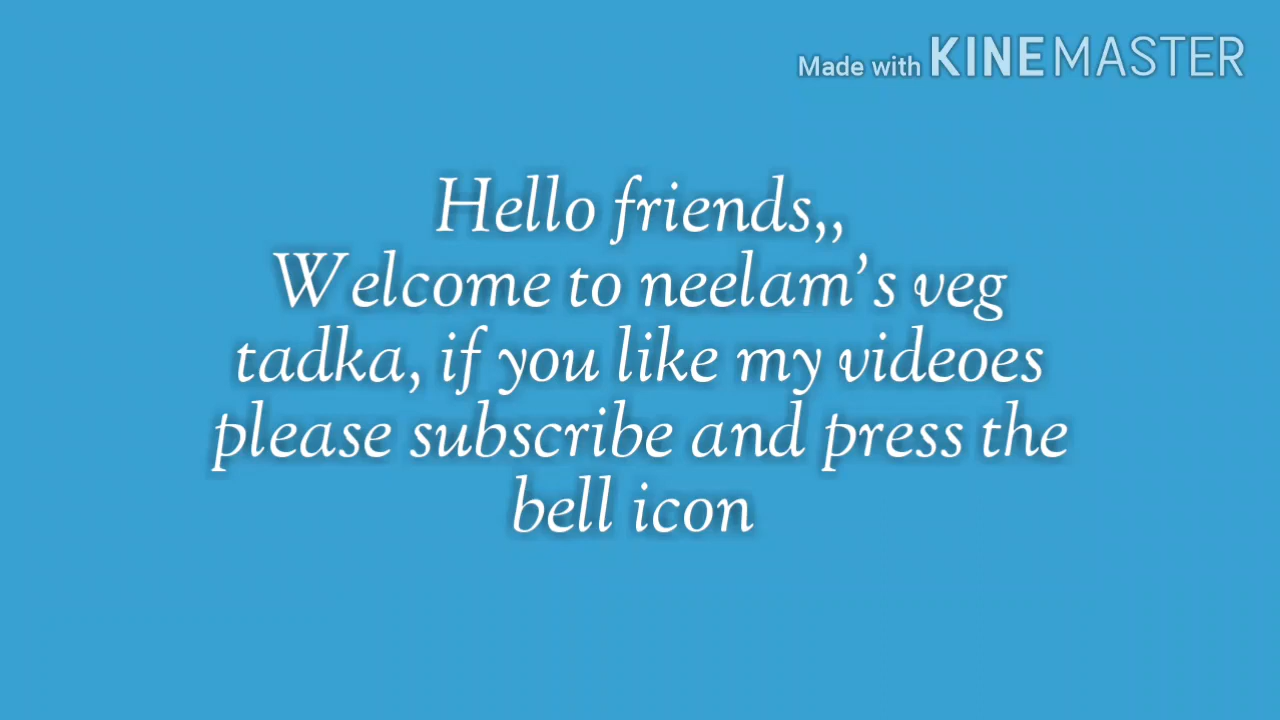 Made with KINEMASTER
Hello friends,,
Welcome to neelam's veg
tadka, if you like my videoes
please subscribe and press the
bell icon